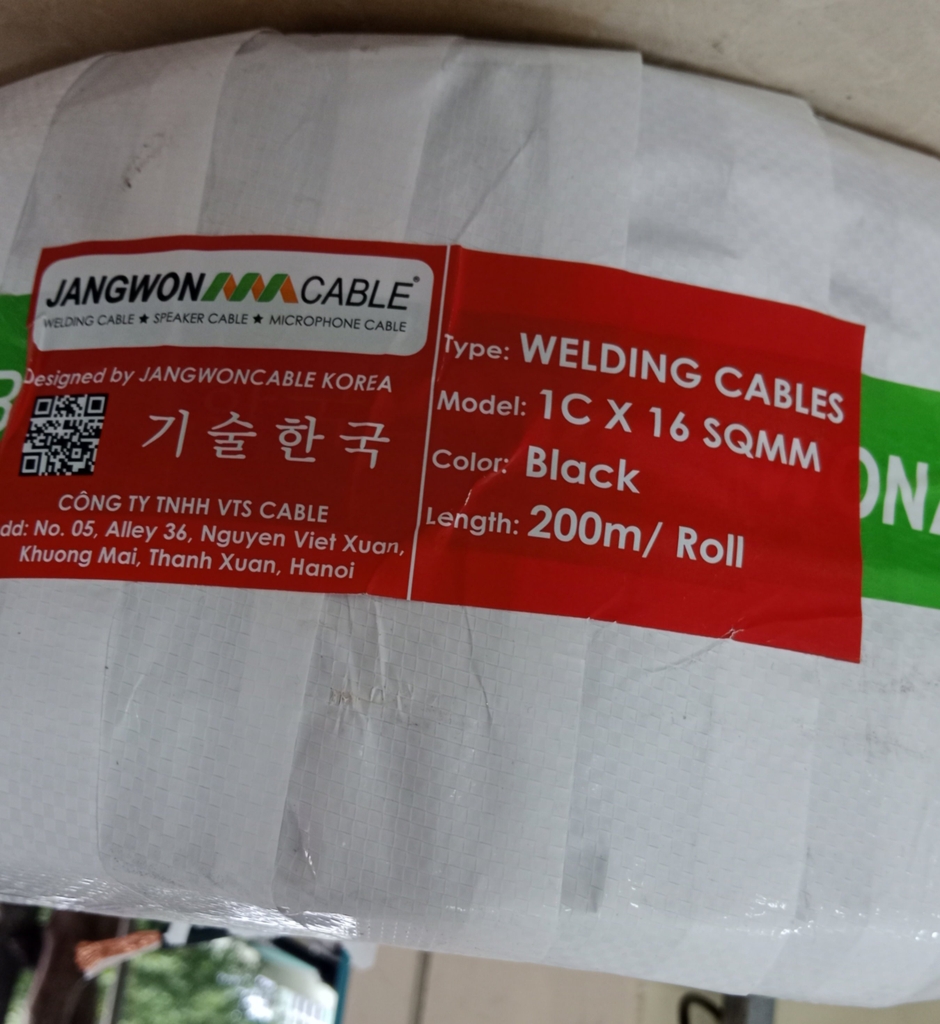 JANGWON CABLE®
WELDING CABLE ★ SPEAKER CABLE ★ MICROPHONE CABLE
Designed by JANGWONCABLE KOREA
기술한국
CÔNG TY TNHH VTS CABLE
dd: No. 05, Alley 36, Nguyen Viet Xuan,
Khuong Mai, Thanh Xuan, Hanoi
Type: WELDING CABLES
Model: 1C X 16 SQMM
Color: Black
Length: 200m/ Roll